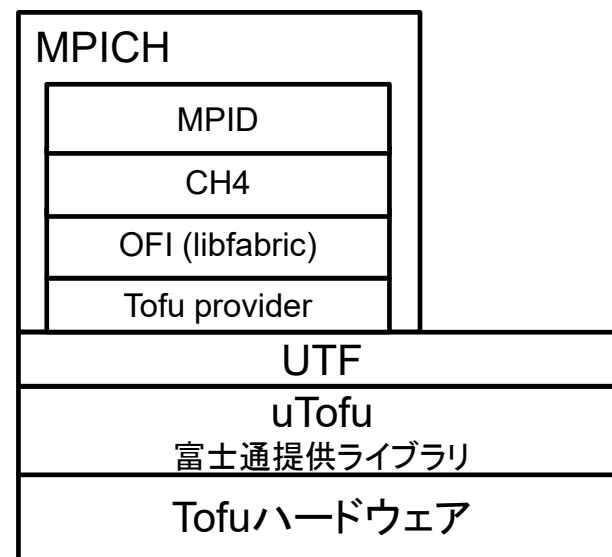 MPICH
MPID
CH4
OFI (libfabric)
Tofu provider
UTF
uTofu
富士通提供ライブラリ
Tofuハードウェア